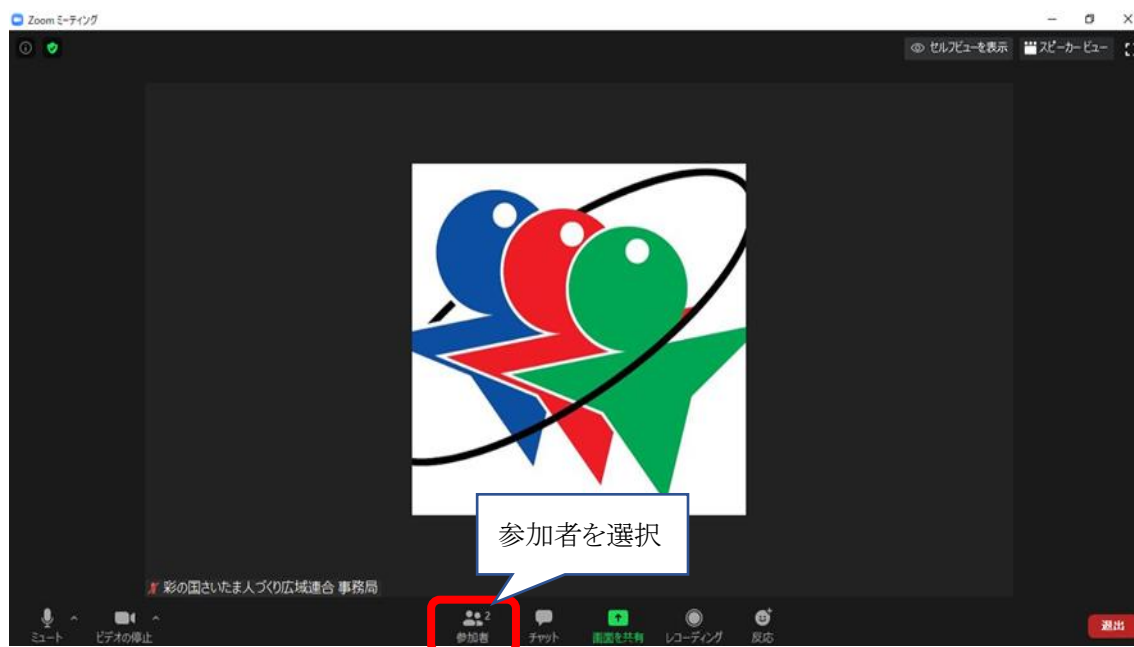 Zoom ミーティング
セルフビューを表示
スピーカー ビュー
参加者を選択
彩の国さいたま人づくり広域連合 事務局
2
ミュート
ビデオの停止
参加者
チャット
画面を共有
レコーディング
反応
退出